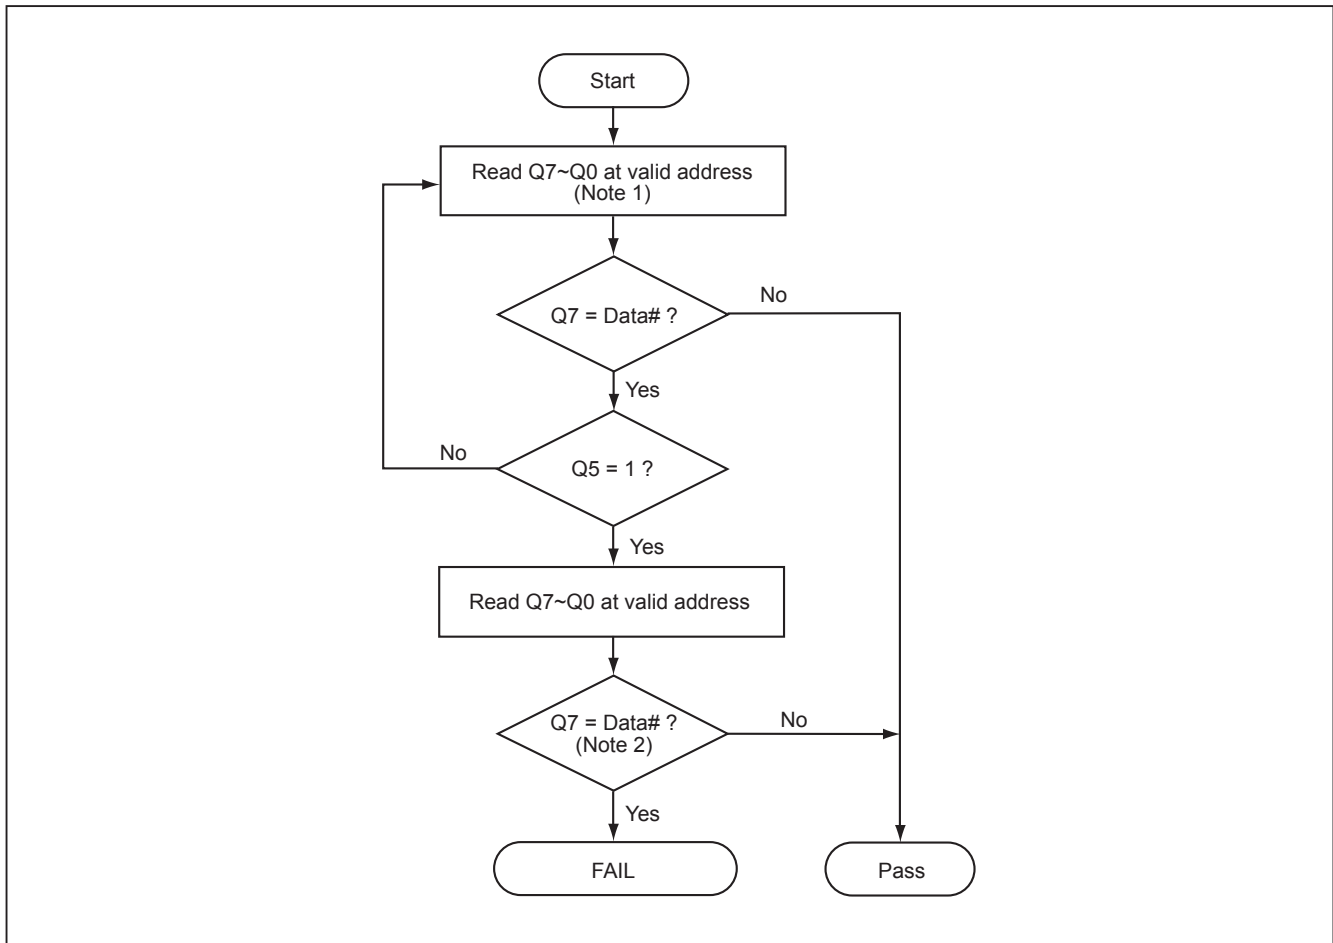 Start
Read Q7~Q0 at valid address
(Note 1)
Q7 = Data# ?
No
Yes
No
Q5 = 1 ?
Yes
Read Q7~Q0 at valid address
Q7 = Data# ?
(Note 2)
No
Yes
FAIL
Pass